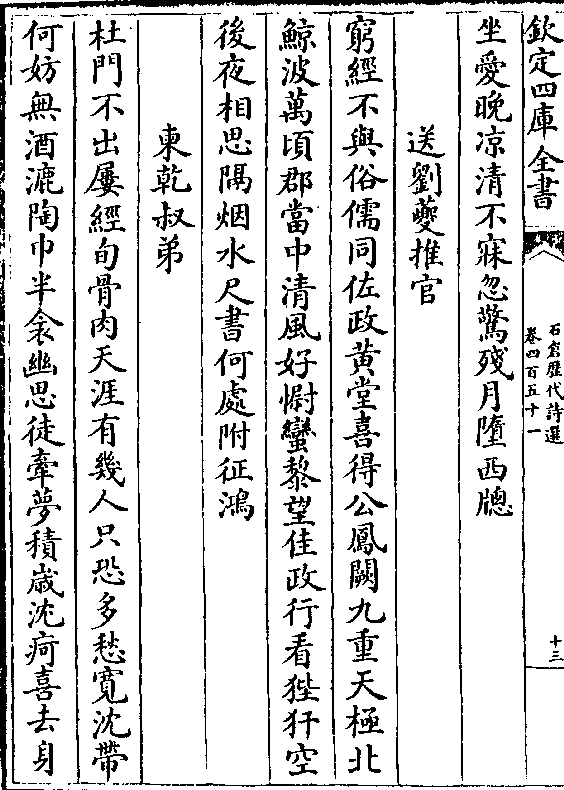 欽定四庫全書
石倉歷代詩選
卷四百五十一
十三
坐愛晚凉清不寐忽驚殘月墮西牎
送劉夔推官
窮經不與俗儒同佐政黄堂喜得公鳳闕九重天極北
鯨波萬頃郡當中清風好慰蠻黎望佳政行看狴犴空
後夜相思隔烟水尺書何處附征鴻
柬乾叔弟
杜門不出屢經旬骨肉天涯有幾人只恐多愁寛沈帶
何妨無酒漉陶巾半衾幽思徒牽夢積歲沈疴喜去身